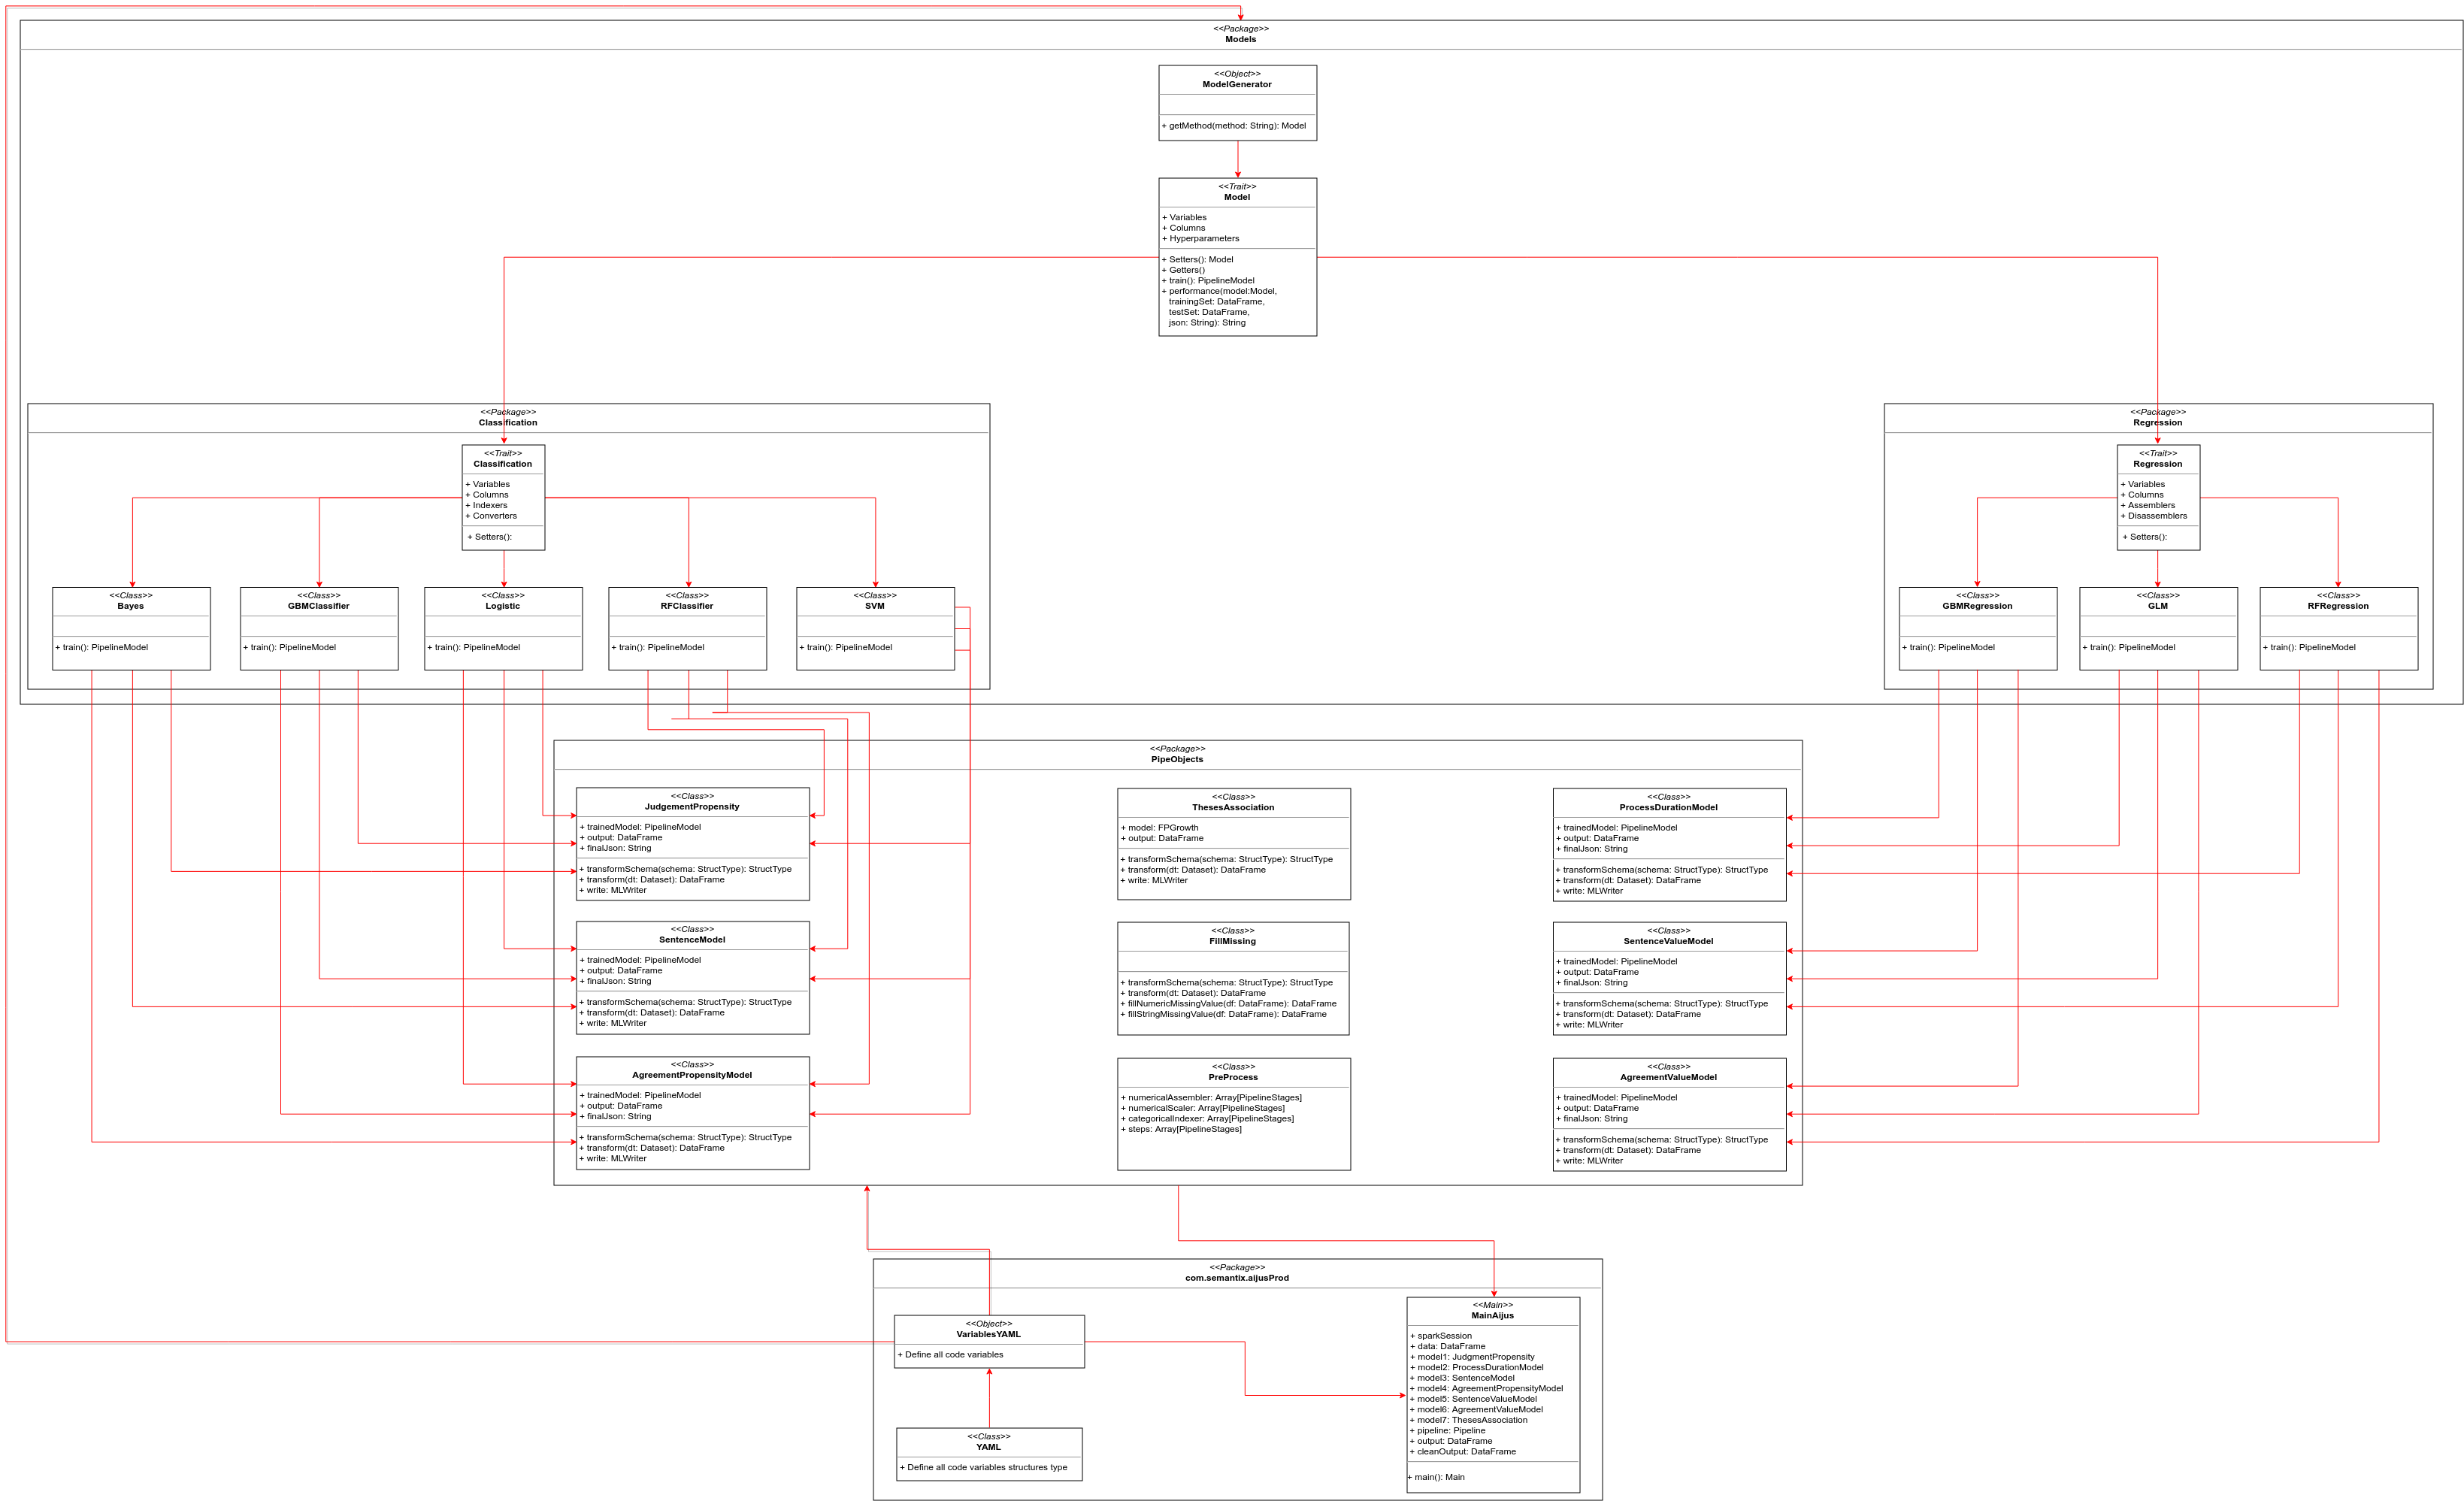 <<Package>>
Models
<<Object>>
ModelGenerator
+ getMethod(method: String): Model
<<Trait>>
Model
+ Variables
+ Columns
+ Hyperparameters
+ Setters(): Model
+ Getters()
+ train(): PipelineModel
+ performance(model:Model,
trainingSet: DataFrame,
testSet: DataFrame,
json: String): String
<<Package>>
Classification
<<Trait>>
Classification
+ Variables
+ Columns
+ Indexers
+ Converters
+ Setters():
<<Class>>
Bayes
+ train(): PipelineModel
<<Class>>
GBMClassifier
+ train(): PipelineModel
<<Class>>
Logistic
+ train(): PipelineModel
<<Class>>
RFClassifier
+ train(): PipelineModel
<<Class>>
SVM
+ train(): PipelineModel
<<Package>>
Regression
<<Trait>>
Regression
+ Variables
+ Columns
+ Assemblers
+ Disassemblers
+ Setters():
<<Class>>
GBMRegression
+ train(): PipelineModel
<<Class>>
GLM
+ train(): PipelineModel
<<Class>>
RFRegression
+ train(): PipelineModel
<<Package>>
PipeObjects
<<Class>>
JudgementPropensity
+ trainedModel: PipelineModel
+ output: DataFrame
+ finalJson: String
+ transformSchema(schema: StructType): StructType
+ transform(dt: Dataset): DataFrame
+ write: MLWriter
<<Class>>
ThesesAssociation
+ model: FPGrowth
+ output: DataFrame
+ transformSchema(schema: StructType): StructType
+ transform(dt: Dataset): DataFrame
+ write: MLWriter
<<Class>>
ProcessDurationModel
+ trainedModel: PipelineModel
+ output: DataFrame
+ finalJson: String
+ transformSchema(schema: StructType): StructType
+ transform(dt: Dataset): DataFrame
+ write: MLWriter
<<Class>>
SentenceModel
+ trainedModel: PipelineModel
+ output: DataFrame
+ finalJson: String
+ transformSchema(schema: StructType): StructType
+ transform(dt: Dataset): DataFrame
+ write: MLWriter
<<Class>>
FillMissing
+ transformSchema(schema: StructType): StructType
+ transform(dt: Dataset): DataFrame
+ fillNumericMissingValue(df: DataFrame): DataFrame
+ fillStringMissingValue(df: DataFrame): DataFrame
<<Class>>
SentenceValueModel
+ trainedModel: PipelineModel
+ output: DataFrame
+ finalJson: String
+ transformSchema(schema: StructType): StructType
+ transform(dt: Dataset): DataFrame
+ write: MLWriter
<<Class>>
AgreementPropensityModel
+ trainedModel: PipelineModel
+ output: DataFrame
+ finalJson: String
+ transformSchema(schema: StructType): StructType
+ transform(dt: Dataset): DataFrame
+ write: MLWriter
<<Class>>
PreProcess
+ numericalAssembler: Array[PipelineStages]
+ numericalScaler: Array[PipelineStages]
+ categoricalIndexer: Array[PipelineStages]
+ steps: Array[PipelineStages]
<<Class>>
AgreementValueModel
+ trainedModel: PipelineModel
+ output: DataFrame
+ finalJson: String
+ transformSchema(schema: StructType): StructType
+ transform(dt: Dataset): DataFrame
+ write: MLWriter
<<Package>>
com.semantix.aijusProd
<<Object>>
VariablesYAML
+ Define all code variables
<<Class>>
YAML
+ Define all code variables structures type
<<Main>>
MainAijus
+ sparkSession
+ data: DataFrame
+ model1: JudgmentPropensity
+ model2: ProcessDurationModel
+ model3: SentenceModel
+ model4: AgreementPropensityModel
+ model5: SentenceValueModel
+ model6: AgreementValueModel
+ model7: ThesesAssociation
+ pipeline: Pipeline
+ output: DataFrame
+ cleanOutput: DataFrame
+ main(): Main